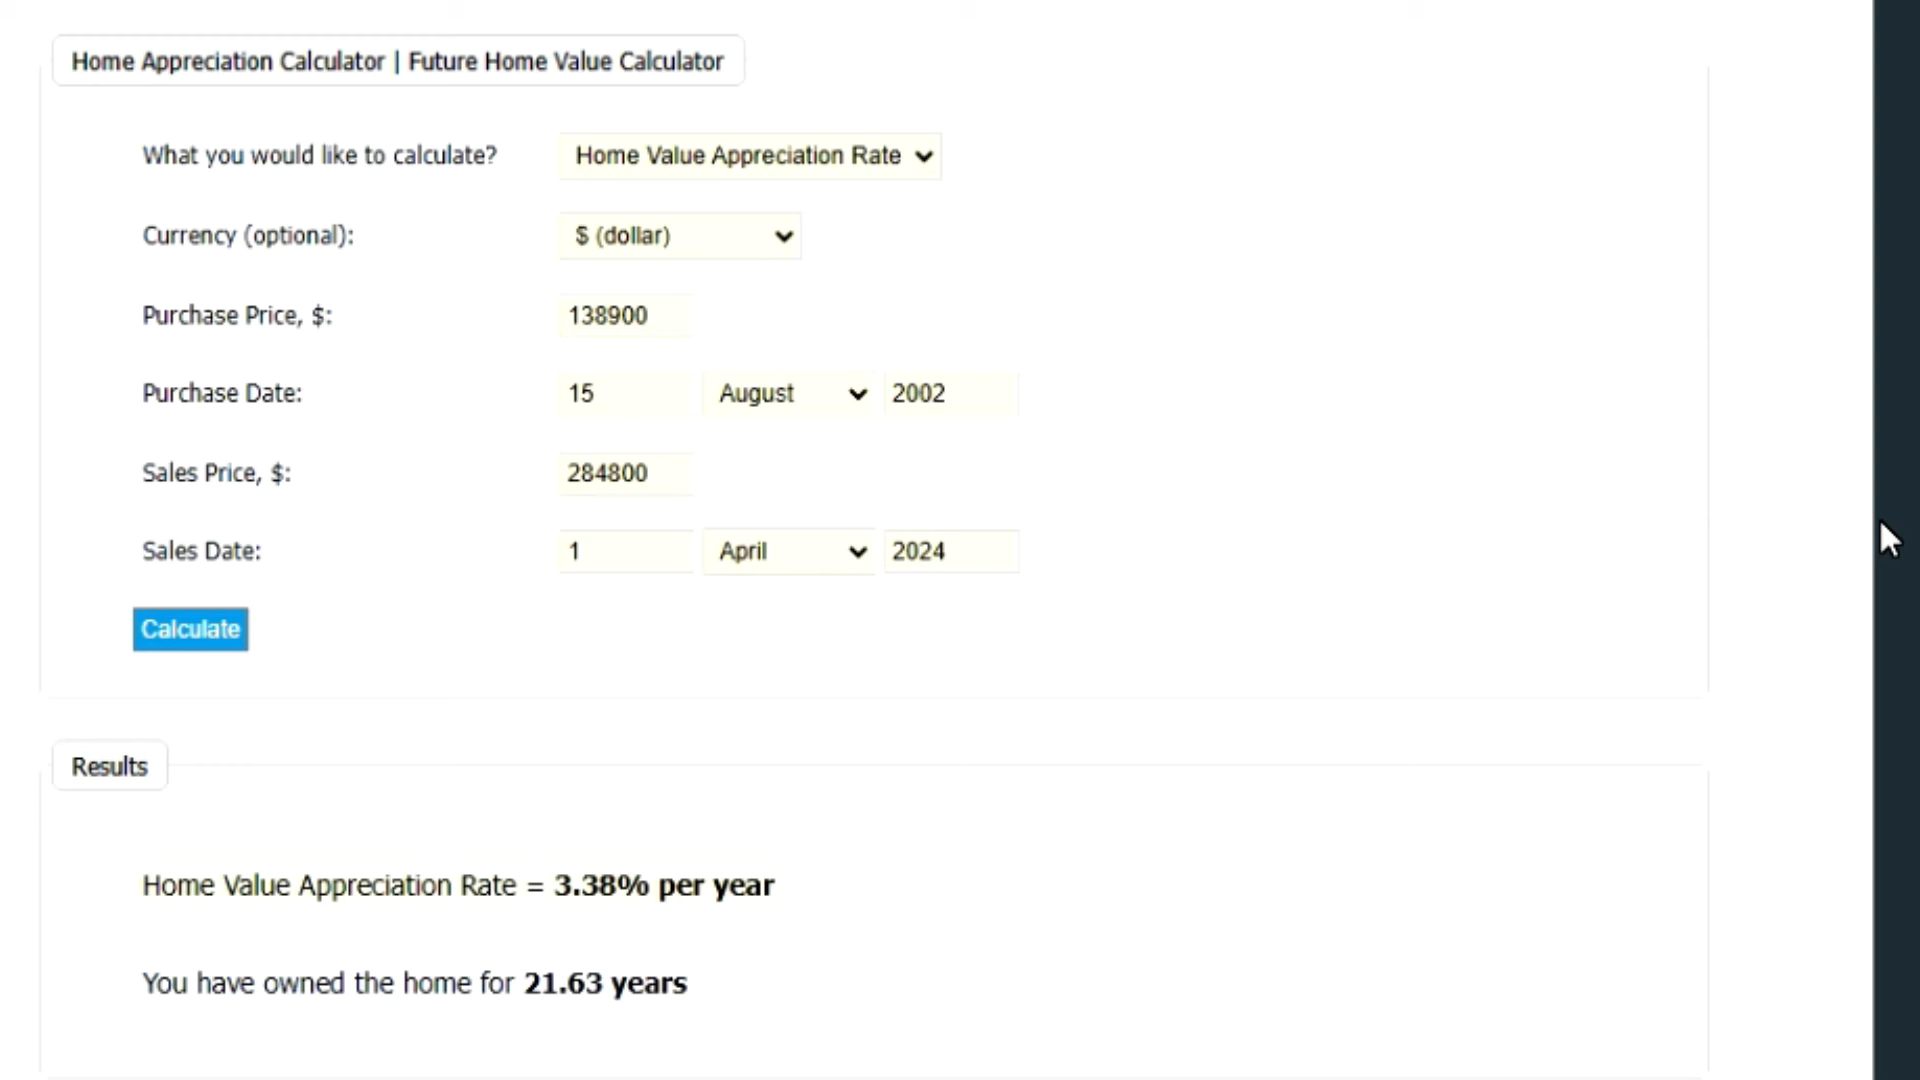 Home Appreciation Calculator | Future Home Value Calculator
What you would like to calculate? Home Value Appreciation Rate
Currency (optional): $ (dollar)
Purchase Price, $: 138900
Purchase Date: 15 August 2002
Sales Price, $: 284800
Sales Date: 1 April 2024
Calculate
Results
Home Value Appreciation Rate = 3.38% per year
You have owned the home for 21.63 years